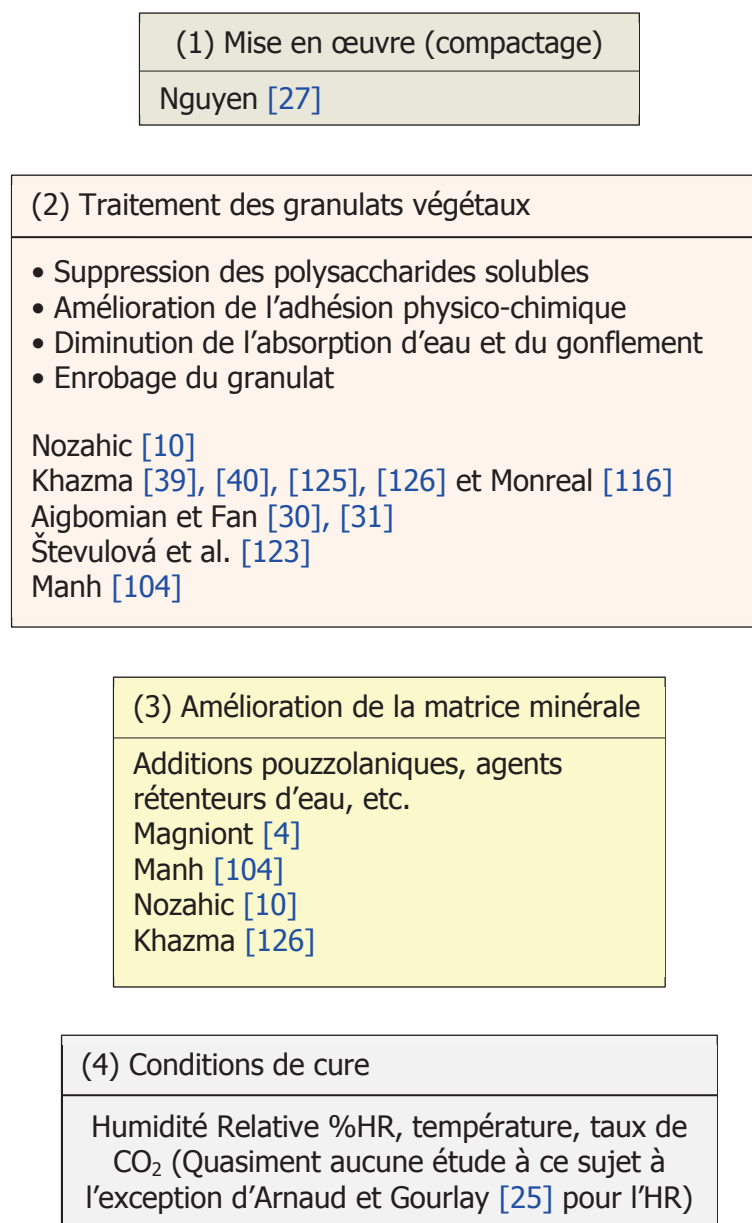 (1) Mise en œuvre (compactage)
Nguyen [27]
(2) Traitement des granulats végétaux
• Suppression des polysaccharides solubles
• Amélioration de l’adhésion physico-chimique
• Diminution de l’absorption d’eau et du gonflement
• Enrobage du granulat
Nozahic [10]
Khazma [39], [40], [125], [126] et Monreal [116]
Aigbomian et Fan [30], [31]
Števulová et al. [123]
Manh [104]
(3) Amélioration de la matrice minérale
Additions pouzzolaniques, agents
rétenteurs d’eau, etc.
Magniont [4]
Manh [104]
Nozahic [10]
Khazma [126]
(4) Conditions de cure
Humidité Relative %HR, température, taux de
CO₂ (Quasiment aucune étude à ce sujet à
l’exception d’Arnaud et Gourlay [25] pour l’HR)